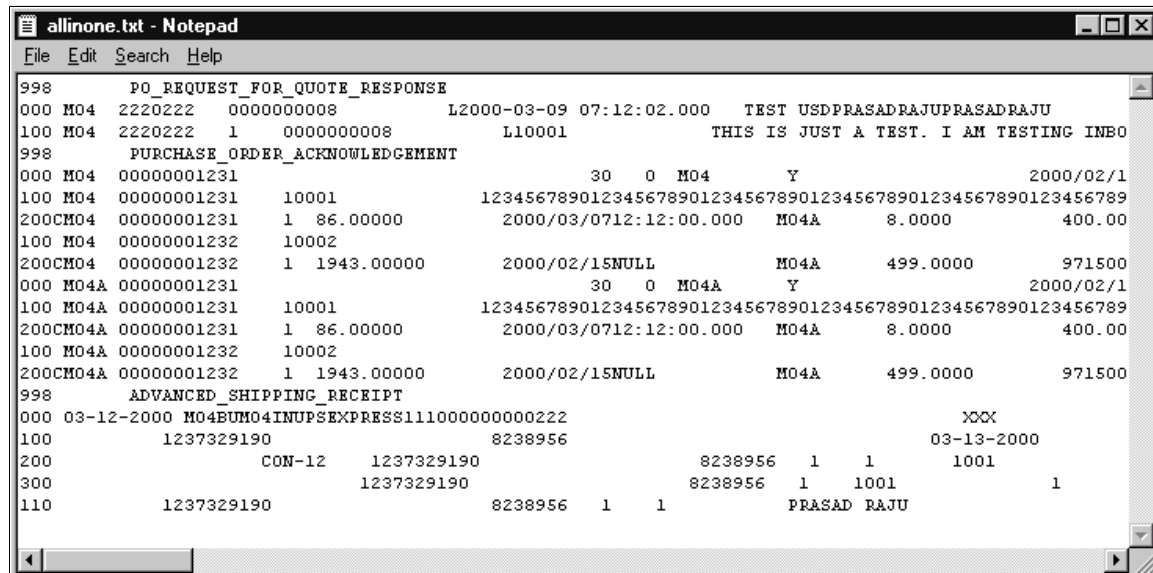 allinone.txt - Notepad
File Edit Search Help
998 PO_REQUEST_FOR_QUOTE_RESPONSE
000 M04 2220222 0000000008 L2000-03-09 07:12:02.000 TEST USDPRASADRAJUPRASADRAJU
100 M04 2220222 1 0000000008 L10001 THIS IS JUST A TEST. I AM TESTING INBO
998 PURCHASE_ORDER_ACKNOWLEDGEMENT
000 M04 00000001231 30 0 M04 Y 2000/02/1
100 M04 00000001231 10001 12345678901234567890123456789012345678901234567890123456789
200CM04 00000001231 1 86.00000 2000/03/0712:12:00.000 M04A 8.0000 400.00
100 M04 00000001232 10002
200CM04 00000001232 1 1943.00000 2000/02/15NULL M04A 499.0000 971500
000 M04A 00000001231 30 0 M04A Y 2000/02/1
100 M04A 00000001231 10001 12345678901234567890123456789012345678901234567890123456789
200CM04A 00000001231 1 86.00000 2000/03/0712:12:00.000 M04A 8.0000 400.00
100 M04A 00000001232 10002
200CM04A 00000001232 1 1943.00000 2000/02/15NULL M04A 499.0000 971500
998 ADVANCED_SHIPPING_RECEIPT
000 03-12-2000 M04BUM04INUPSEXPRESS111000000000222 XXX
100 1237329190 8238956 03-13-2000
200 CON-12 1237329190 8238956 1 1 1001
300 1237329190 8238956 1 1001 1
110 1237329190 8238956 1 1 PRASAD RAJU